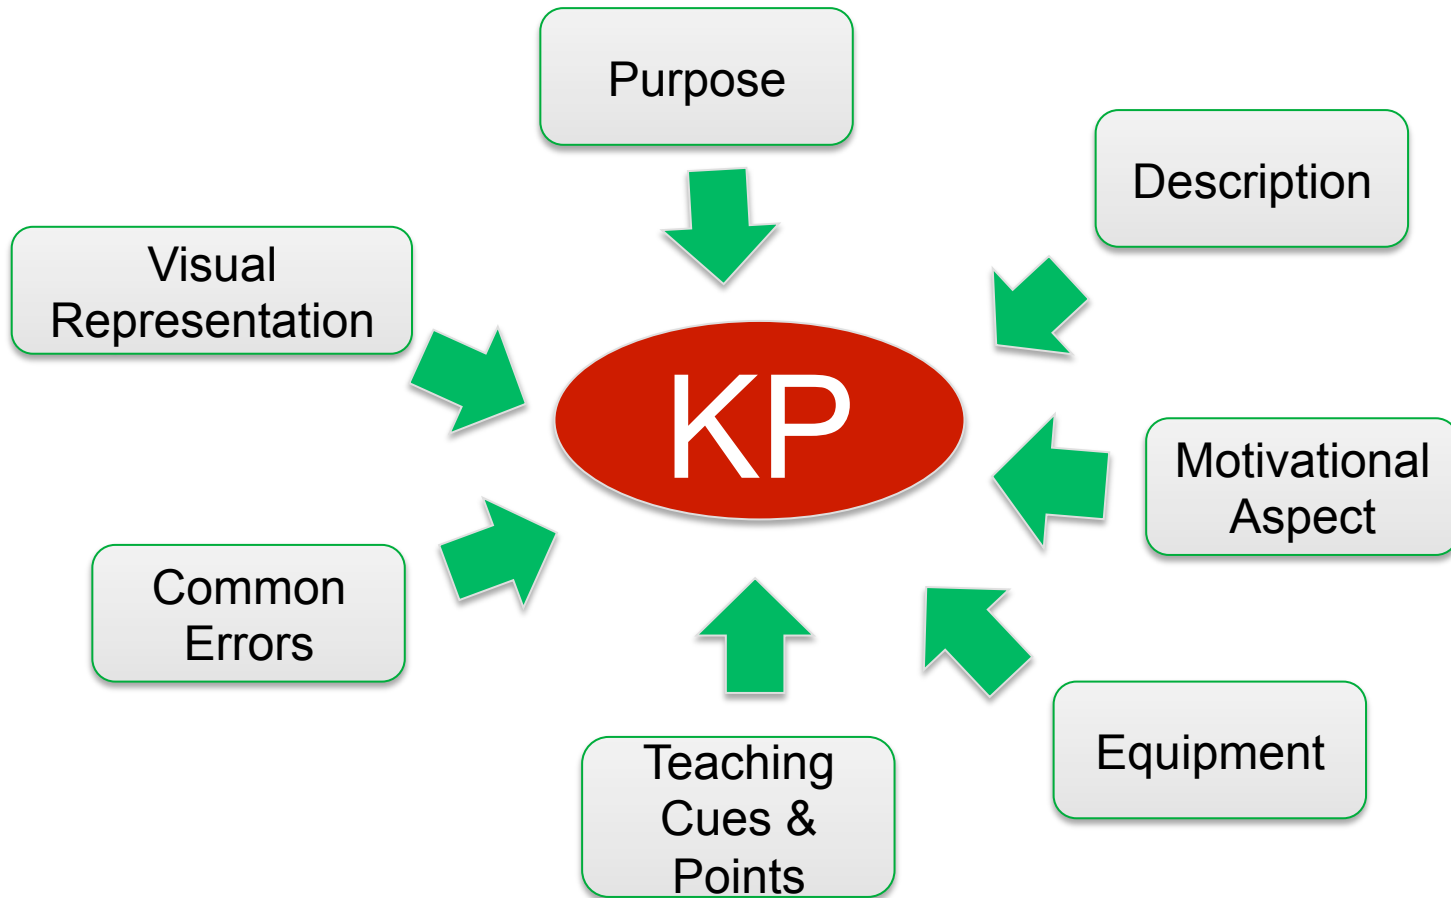 Purpose
Description
Visual
Representation
KP
Motivational
Aspect
Common
Errors
Equipment
Teaching
Cues &
Points